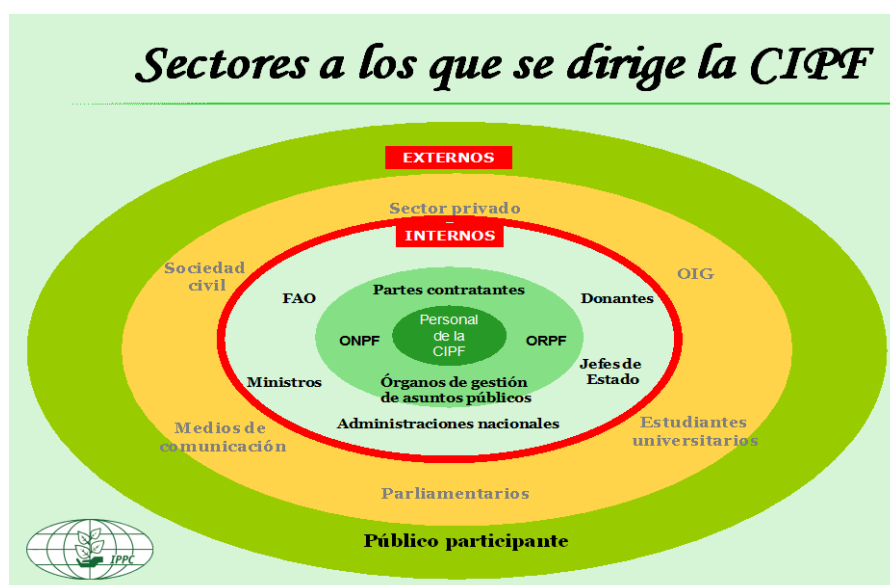 Sectores a los que se dirige la CIPF
EXTERNOS
Sector privado
INTERNOS
Sociedad
civil
OIG
FAO
Partes contratantes
Donantes
Personal
de la
CIPF
ONPF
ORPF
Ministros
Órganos de gestión
de asuntos públicos
Jefes de
Estado
Administraciones nacionales
Medios de
comunicación
Estudiantes
universitarios
Parliamentarios
Público participante
IPPC